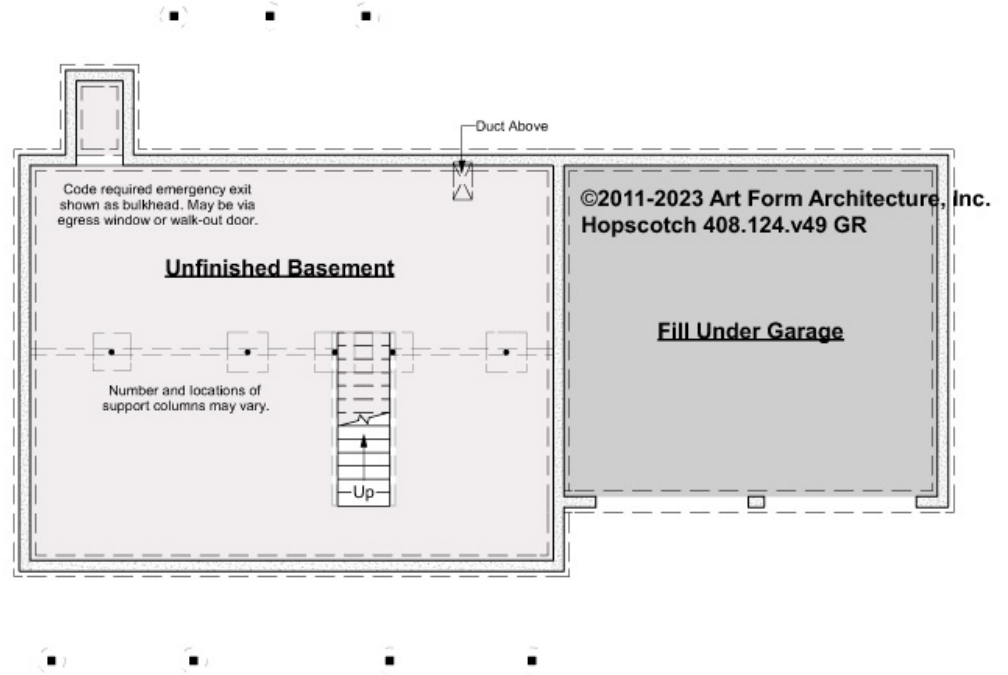 Duct Above
Code required emergency exit
shown as bulkhead. May be via
egress window or walk-out door.
©2011-2023 Art Form Architecture, Inc.
Hopscotch 408.124.v49 GR
Unfinished Basement
Fill Under Garage
Number and locations of
support columns may vary.
Up